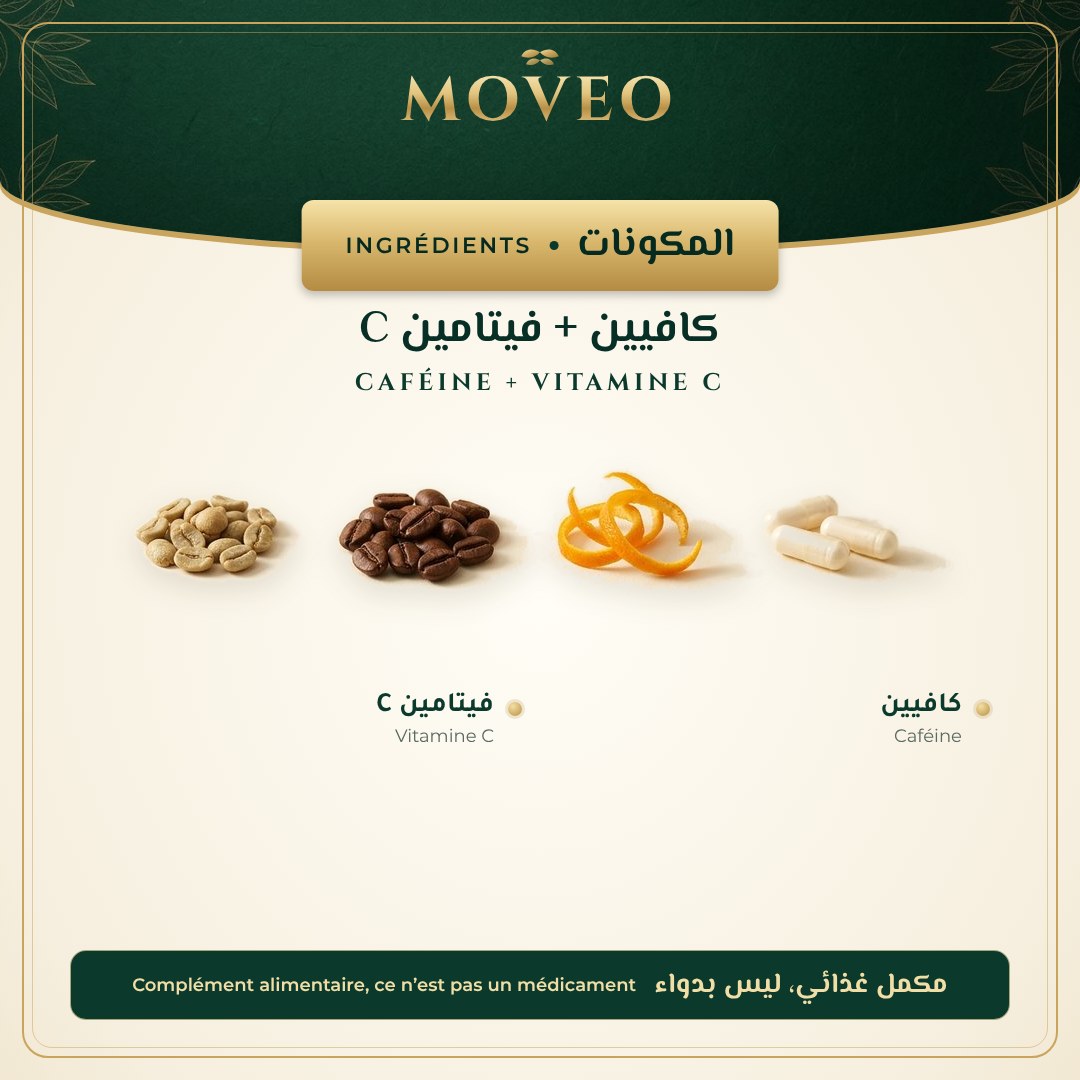 MOVEO
INGRÉDIENTS • المكونات
كافيين + فيتامين C
CAFÉINE + VITAMINE C
كافيين
Caféine
فيتامين C
Vitamine C
مكمل غذائي، ليس بدواء Complément alimentaire, ce n’est pas un médicament